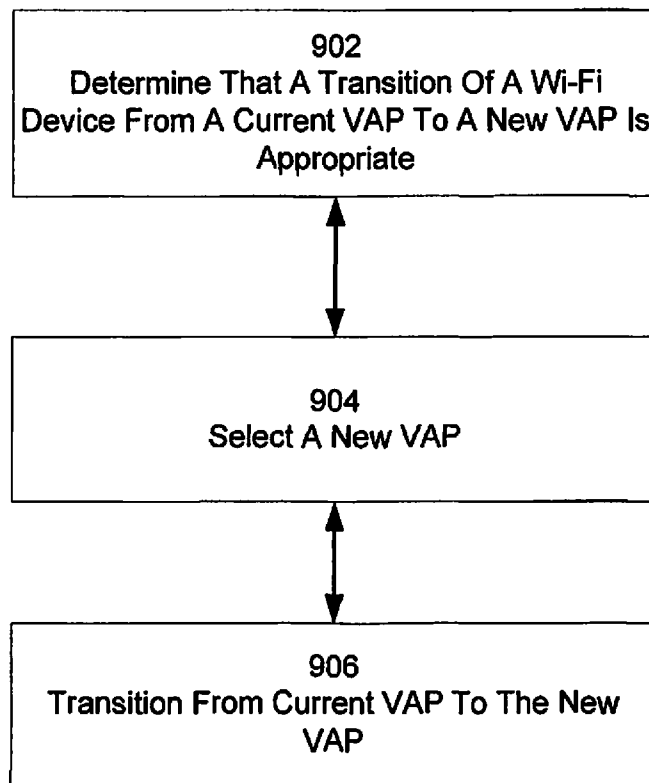 902
Determine That A Transition Of A Wi-Fi
Device From A Current VAP To A New VAP Is
Appropriate
904
Select A New VAP
906
Transition From Current VAP To The New
VAP